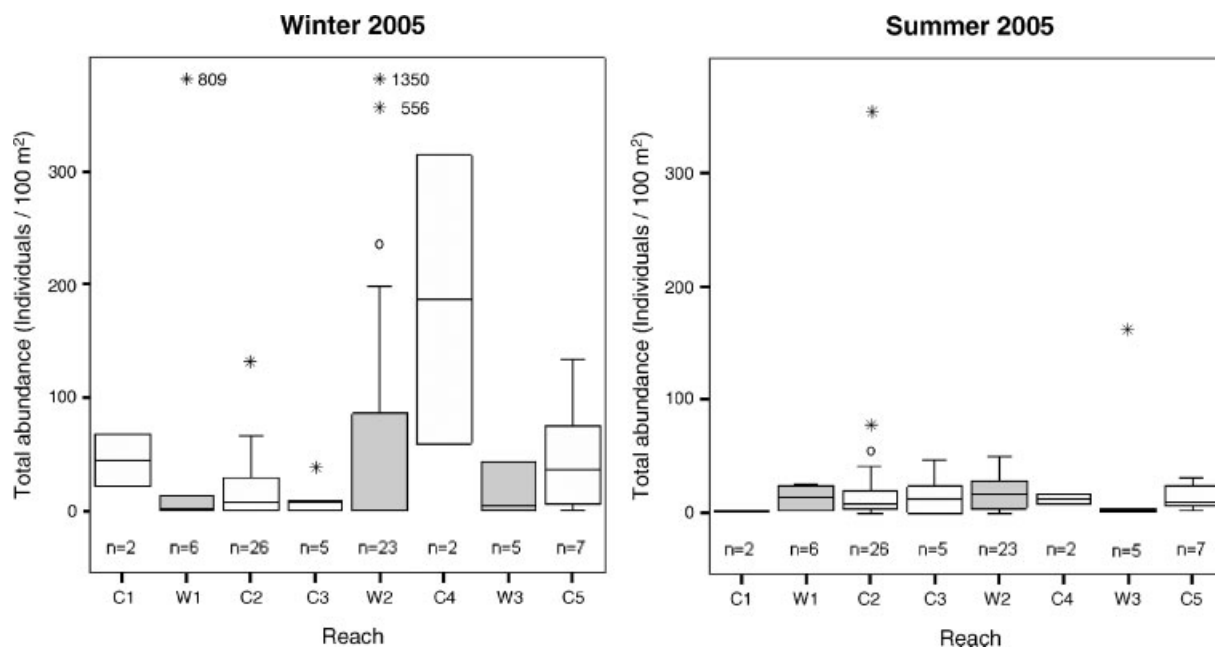 Winter 2005
Total abundance (Individuals / 100 m²)
300
200
100
0
* 809
* 1350
* 556
n=2 n=6 n=26 n=5 n=23 n=2 n=5 n=7
C1 W1 C2 C3 W2 C4 W3 C5
Reach
Summer 2005
Total abundance (Individuals / 100 m²)
300
200
100
0
n=2 n=6 n=26 n=5 n=23 n=2 n=5 n=7
C1 W1 C2 C3 W2 C4 W3 C5
Reach